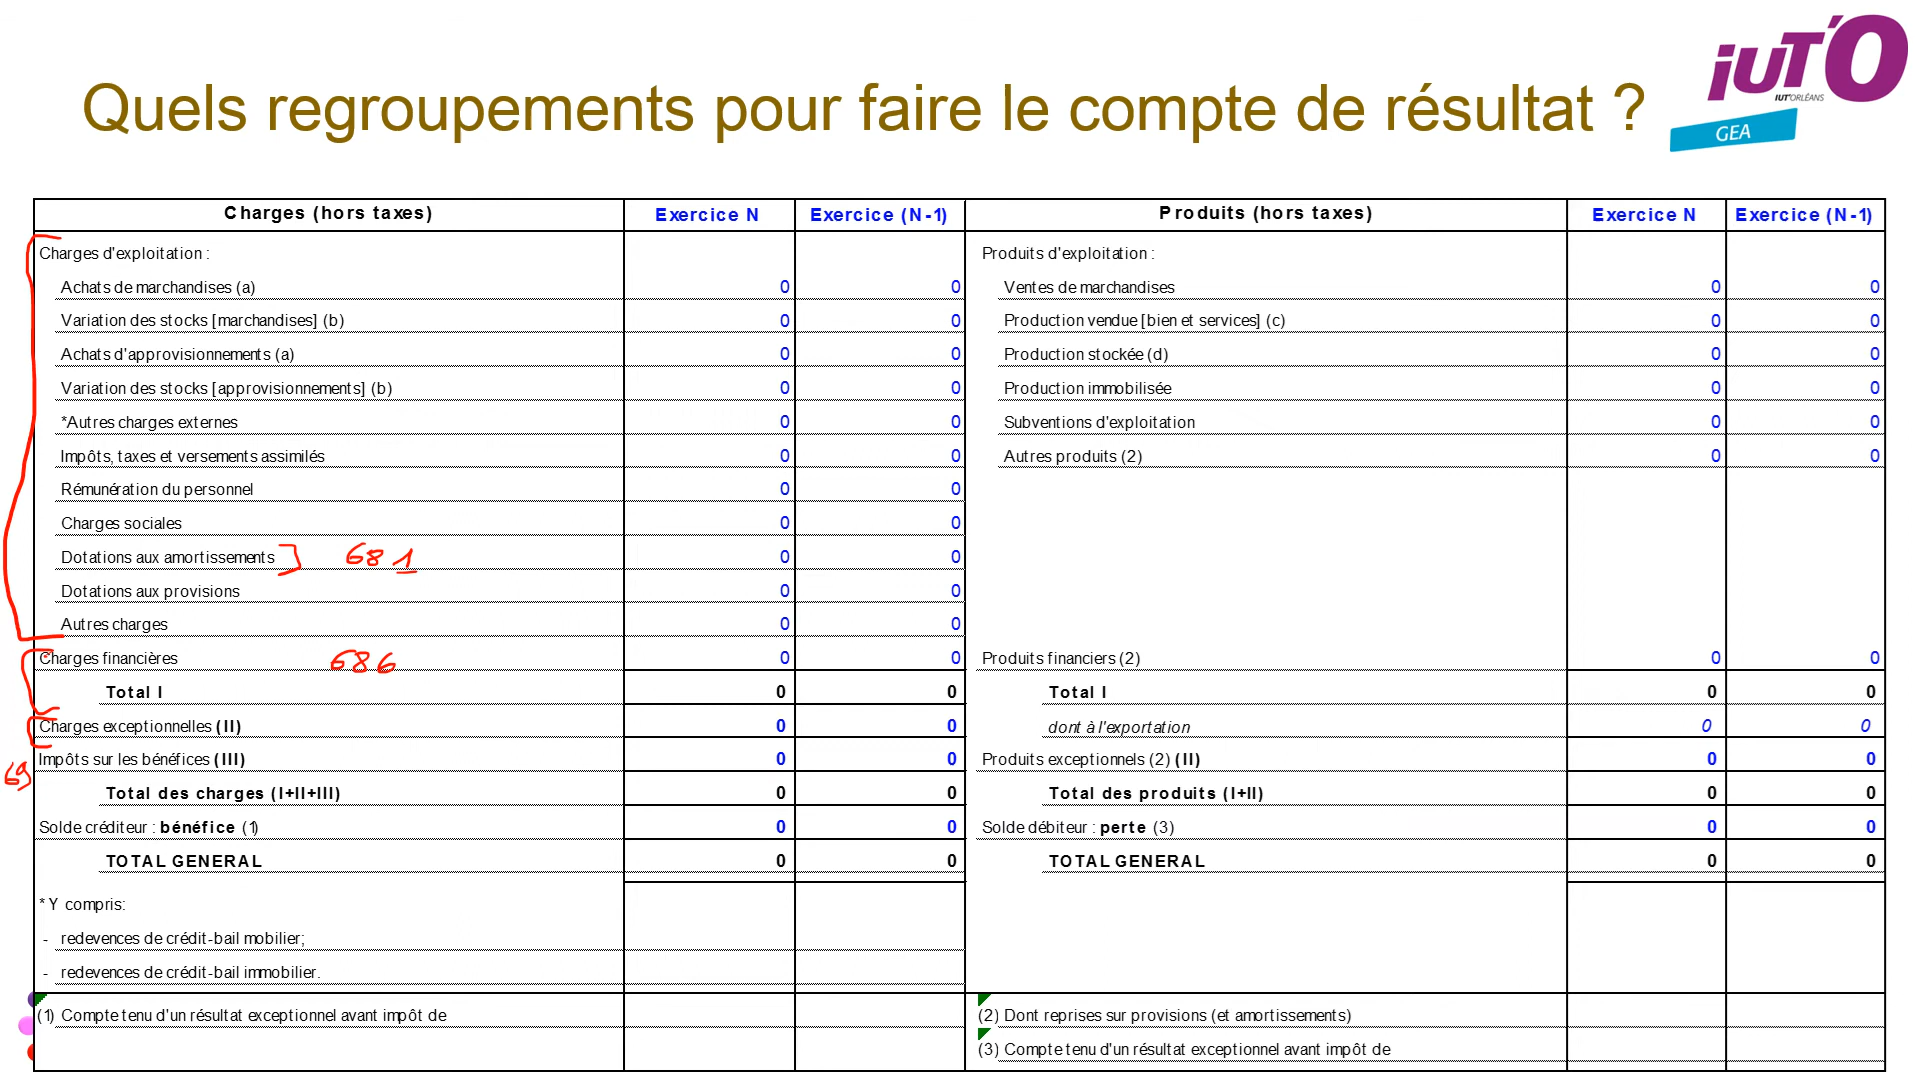 iUT'O
IUT'ORLÉANS
GEA
Quels regroupements pour faire le compte de résultat ?
Charges (hors taxes) Exercice N Exercice (N-1) Produits (hors taxes) Exercice N Exercice (N-1)
Charges d'exploitation : Produits d'exploitation :
Achats de marchandises (a) 0 0 Ventes de marchandises 0 0
Variation des stocks [marchandises] (b) 0 0 Production vendue [bien et services] (c) 0 0
Achats d'approvisionnements (a) 0 0 Production stockée (d) 0 0
Variation des stocks [approvisionnements] (b) 0 0 Production immobilisée 0 0
*Autres charges externes 0 0 Subventions d'exploitation 0 0
Impôts, taxes et versements assimilés 0 0 Autres produits (2) 0 0
Rémunération du personnel 0 0
Charges sociales 0 0
Dotations aux amortissements 681 0 0
Dotations aux provisions 0 0
Autres charges 0 0
Charges financières 686 0 0 Produits financiers (2) 0 0
Total I 0 0 Total I 0 0
Charges exceptionnelles (II) 0 0 dont à l'exportation 0 0
69 Impôts sur les bénéfices (III) 0 0 Produits exceptionnels (2) (II) 0 0
Total des charges (I+II+III) 0 0 Total des produits (I+II) 0 0
Solde créditeur : bénéfice (1) 0 0 Solde débiteur : perte (3) 0 0
TOTAL GENERAL 0 0 TOTAL GENERAL 0 0
* Y compris:
- redevences de crédit-bail mobilier;
- redevences de crédit-bail immobilier.
(1) Compte tenu d'un résultat exceptionnel avant impôt de (2) Dont reprises sur provisions (et amortissements)
(3) Compte tenu d'un résultat exceptionnel avant impôt de